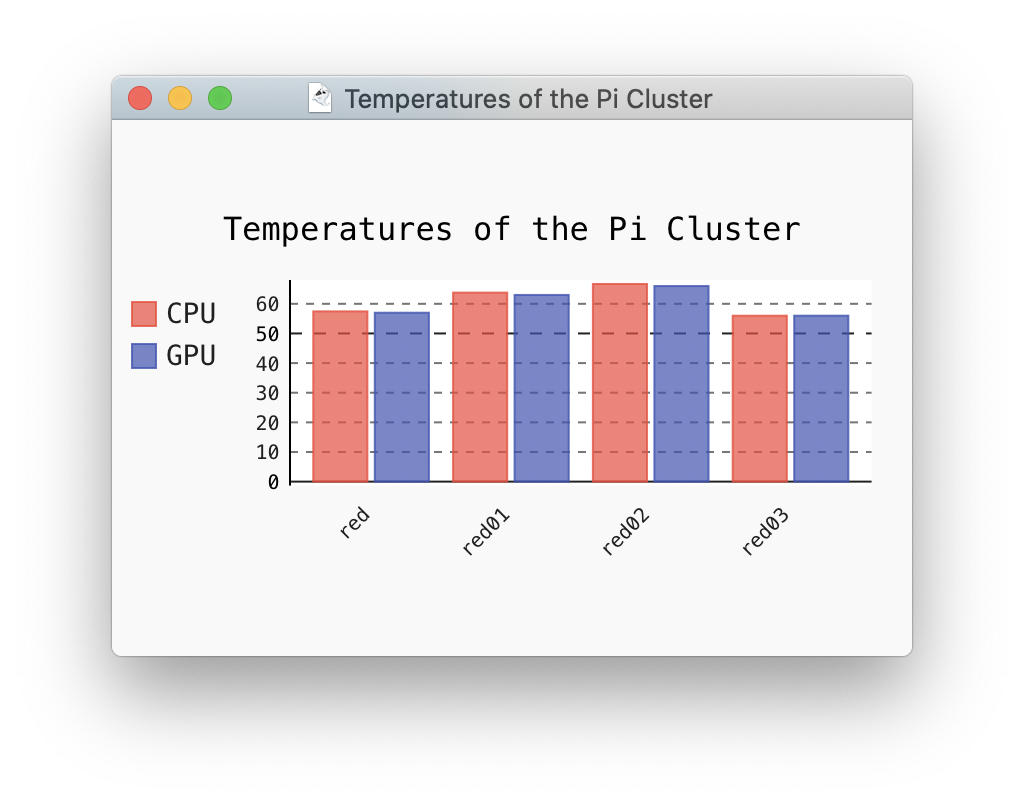 Temperatures of the Pi Cluster
Temperatures of the Pi Cluster
CPU
GPU
60
50
40
30
20
10
0
red
red01
red02
red03